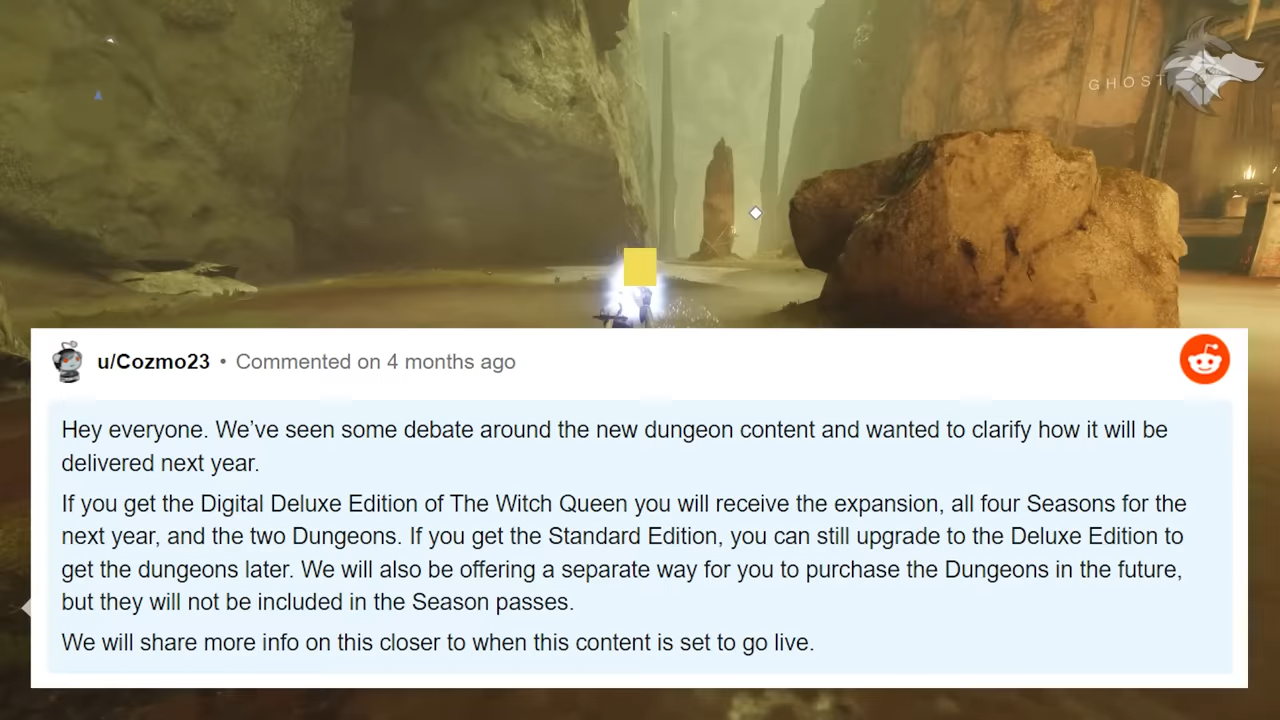 GHOST
u/Cozmo23 • Commented on 4 months ago
Hey everyone. We’ve seen some debate around the new dungeon content and wanted to clarify how it will be
delivered next year.
If you get the Digital Deluxe Edition of The Witch Queen you will receive the expansion, all four Seasons for the
next year, and the two Dungeons. If you get the Standard Edition, you can still upgrade to the Deluxe Edition to
get the dungeons later. We will also be offering a separate way for you to purchase the Dungeons in the future,
but they will not be included in the Season passes.
We will share more info on this closer to when this content is set to go live.